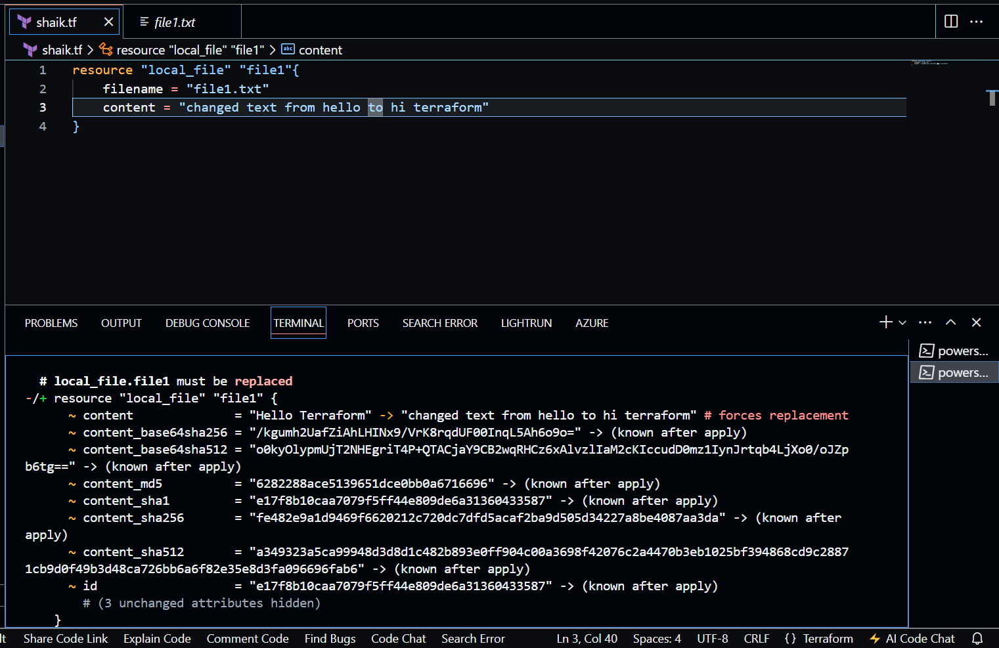 shaik.tf
file1.txt
shaik.tf > resource "local_file" "file1" > abc content
1 resource "local_file" "file1"{
2 filename = "file1.txt"
3 content = "changed text from hello to hi terraform"
4 }
PROBLEMS OUTPUT DEBUG CONSOLE TERMINAL PORTS SEARCH ERROR LIGHTRUN AZURE
powers...
powers...
# local_file.file1 must be replaced
-/+ resource "local_file" "file1" {
~ content = "Hello Terraform" -> "changed text from hello to hi terraform" # forces replacement
~ content_base64sha256 = "/kgumh2UafZiAhLHINx9/VrK8rqdUF00InqL5Ah6o9o=" -> (known after apply)
~ content_base64sha512 = "o0kyOlypmUjT2NHEgriT4P+QTACjaY9CB2wqRHCz6xAlvzlIaM2cKIccudD0mz1IynJrtqb4LjXo0/oJZp
b6tg==" -> (known after apply)
~ content_md5 = "6282288ace5139651dce0bb0a6716696" -> (known after apply)
~ content_sha1 = "e17f8b10caa7079f5ff44e809de6a31360433587" -> (known after apply)
~ content_sha256 = "fe482e9a1d9469f6620212c720dc7dfd5acaf2ba9d505d34227a8be4087aa3da" -> (known after
apply)
~ content_sha512 = "a349323a5ca99948d3d8d1c482b893e0ff904c00a3698f42076c2a4470b3eb1025bf394868cd9c2887
1cb9d0f49b3d48ca726bb6a6f82e35e8d3fa096696fab6" -> (known after apply)
~ id = "e17f8b10caa7079f5ff44e809de6a31360433587" -> (known after apply)
# (3 unchanged attributes hidden)
}
lt Share Code Link Explain Code Comment Code Find Bugs Code Chat Search Error Ln 3, Col 40 Spaces: 4 UTF-8 CRLF {} Terraform AI Code Chat